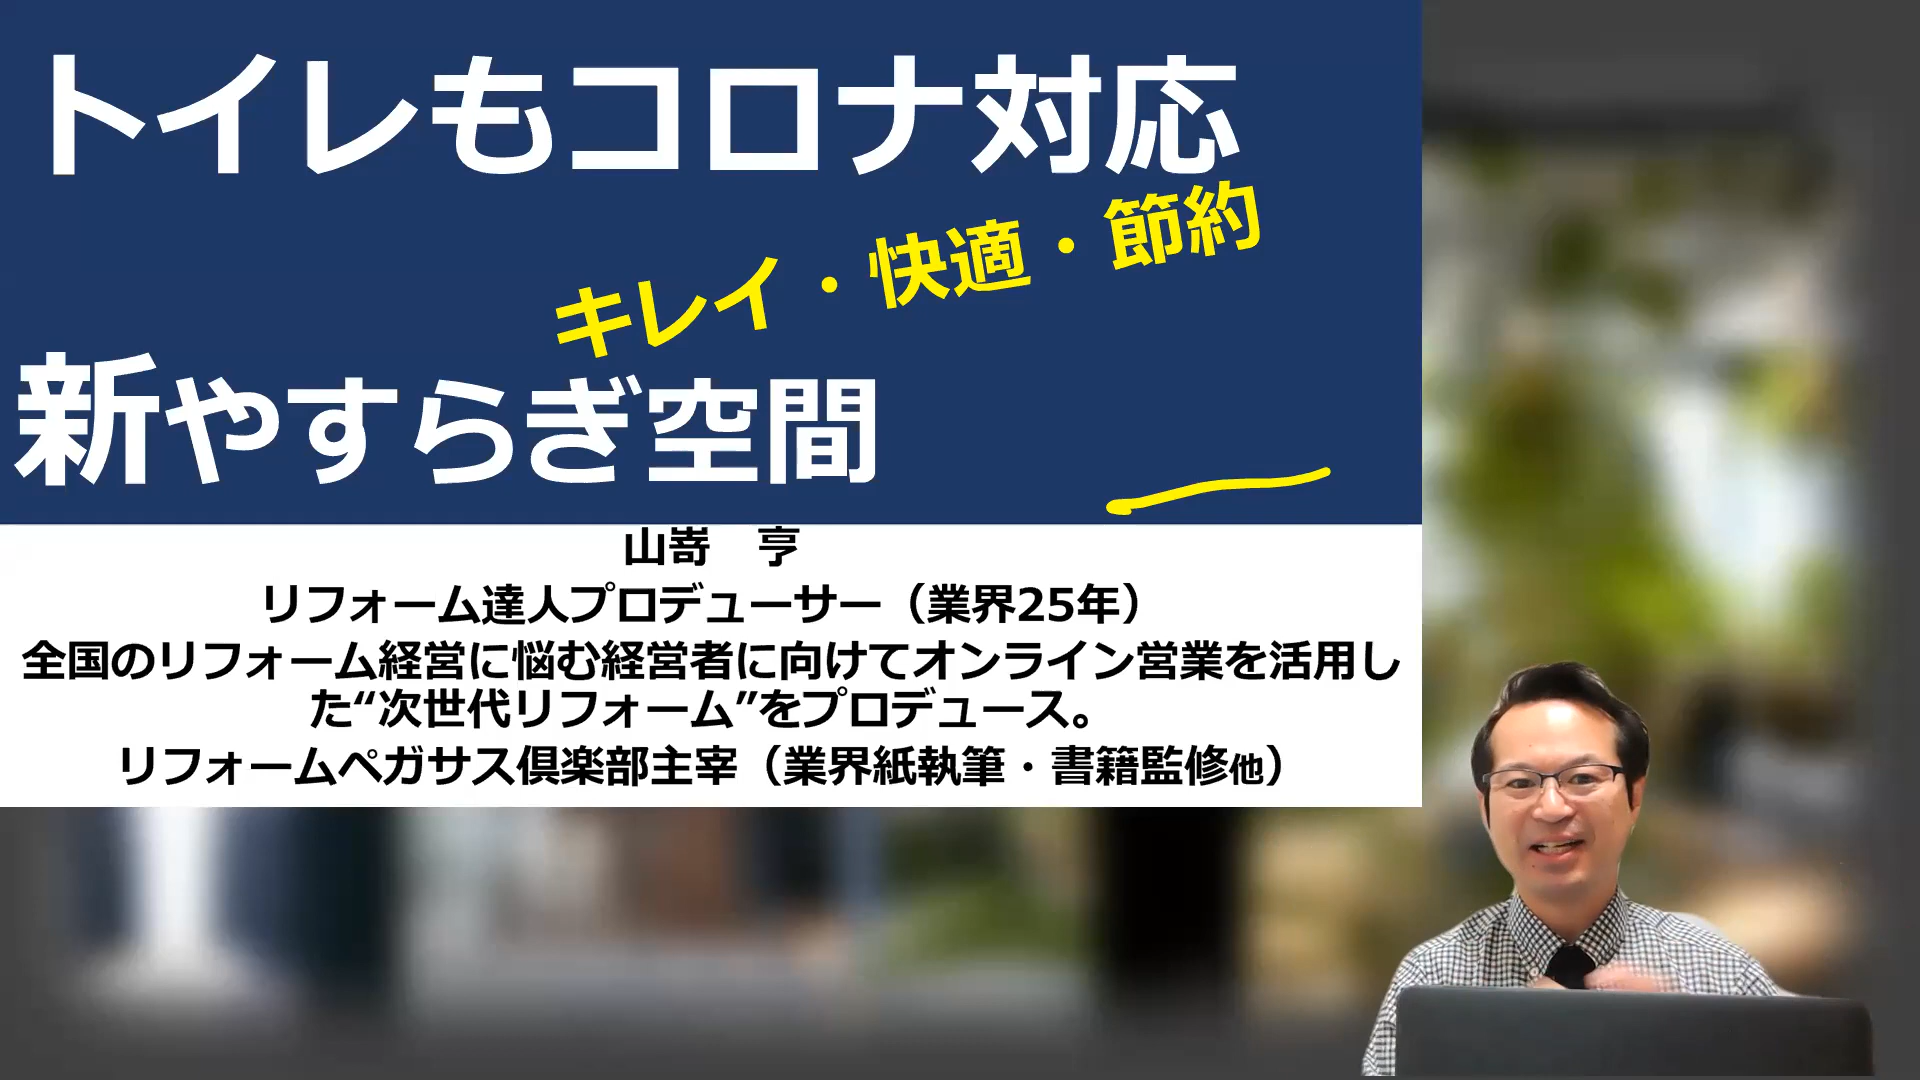 トイレもコロナ対応
キレイ・快適・節約
新やすらぎ空間
山嵜　亨
リフォーム達人プロデューサー（業界25年）
全国のリフォーム経営に悩む経営者に向けてオンライン営業を活用し
た“次世代リフォーム”をプロデュース。
リフォームペガサス倶楽部主宰（業界紙執筆・書籍監修他）